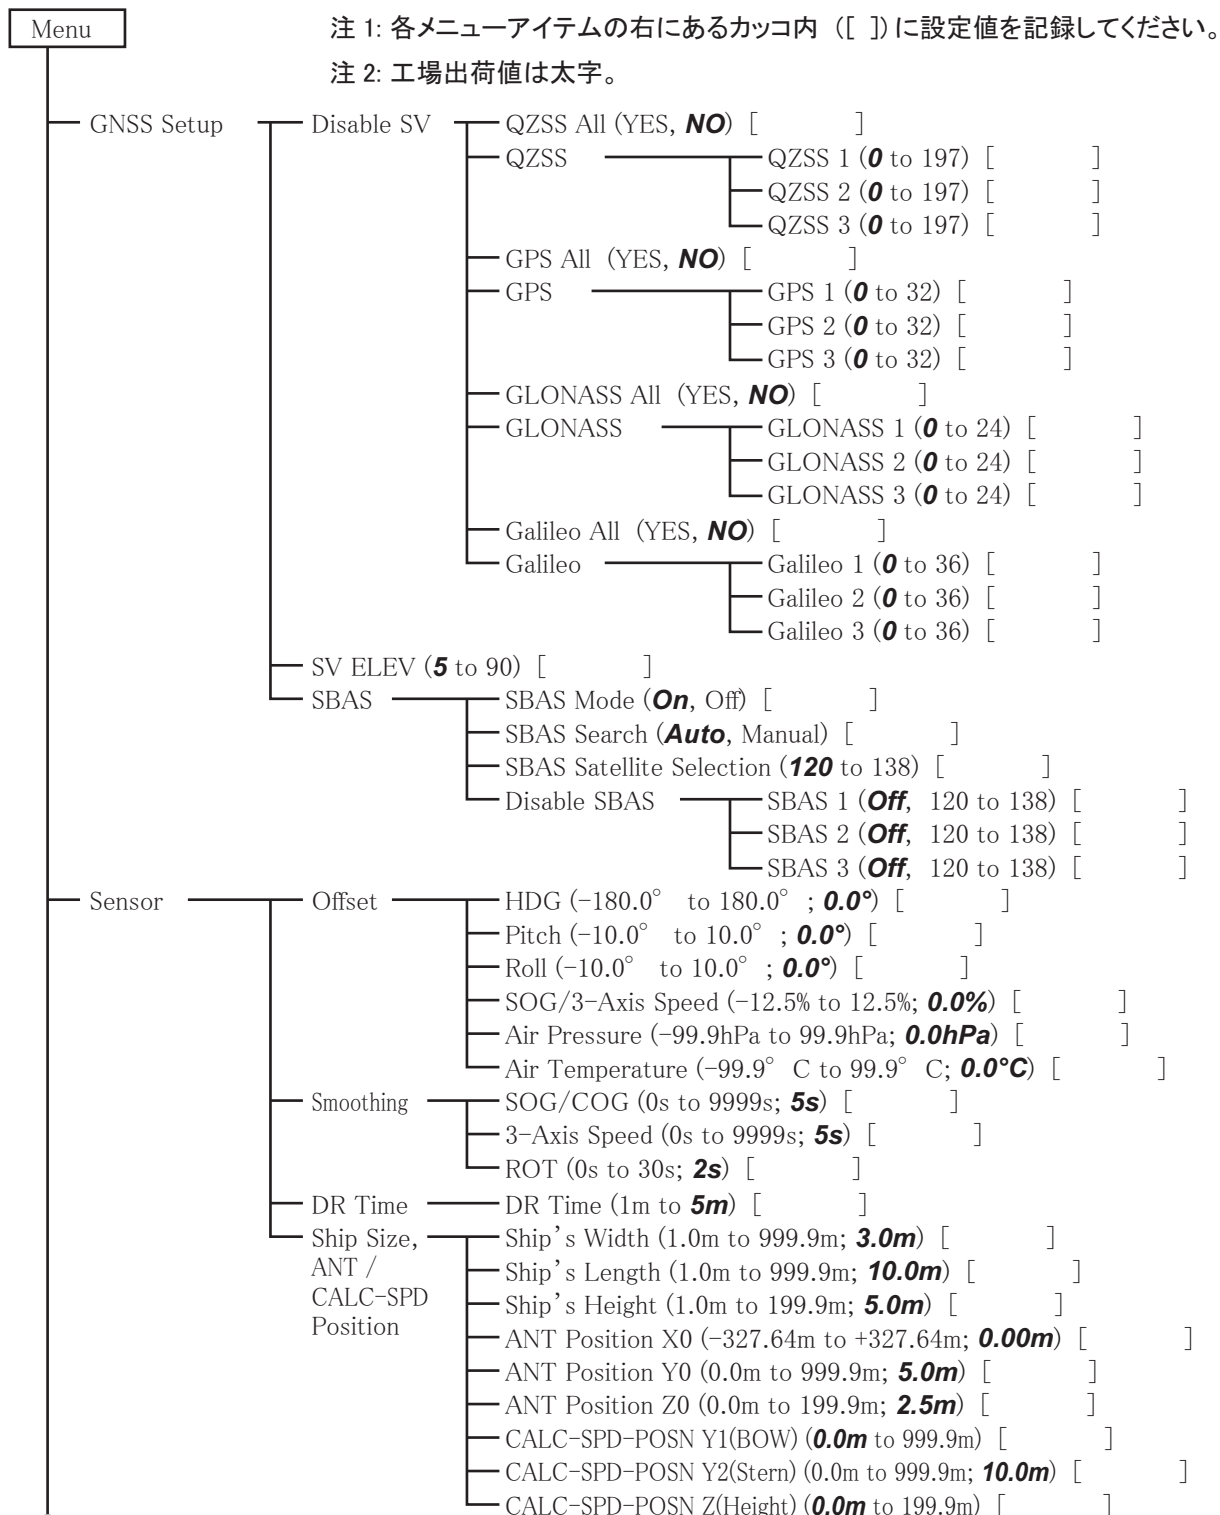 Menu
注 1: 各メニューアイテムの右にあるカッコ内 ([ ]) に設定値を記録してください。
注 2: 工場出荷値は太字。
GNSS Setup Disable SV QZSS All (YES, NO) [ ]
QZSS QZSS 1 (0 to 197) [ ]
QZSS 2 (0 to 197) [ ]
QZSS 3 (0 to 197) [ ]
GPS All (YES, NO) [ ]
GPS GPS 1 (0 to 32) [ ]
GPS 2 (0 to 32) [ ]
GPS 3 (0 to 32) [ ]
GLONASS All (YES, NO) [ ]
GLONASS GLONASS 1 (0 to 24) [ ]
GLONASS 2 (0 to 24) [ ]
GLONASS 3 (0 to 24) [ ]
Galileo All (YES, NO) [ ]
Galileo Galileo 1 (0 to 36) [ ]
Galileo 2 (0 to 36) [ ]
Galileo 3 (0 to 36) [ ]
SV ELEV (5 to 90) [ ]
SBAS SBAS Mode (On, Off) [ ]
SBAS Search (Auto, Manual) [ ]
SBAS Satellite Selection (120 to 138) [ ]
Disable SBAS SBAS 1 (Off, 120 to 138) [ ]
SBAS 2 (Off, 120 to 138) [ ]
SBAS 3 (Off, 120 to 138) [ ]
Sensor Offset HDG (-180.0° to 180.0° ; 0.0°) [ ]
Pitch (-10.0° to 10.0° ; 0.0°) [ ]
Roll (-10.0° to 10.0° ; 0.0°) [ ]
SOG/3-Axis Speed (-12.5% to 12.5%; 0.0%) [ ]
Air Pressure (-99.9hPa to 99.9hPa; 0.0hPa) [ ]
Air Temperature (-99.9° C to 99.9° C; 0.0°C) [ ]
Smoothing SOG/COG (0s to 9999s; 5s) [ ]
3-Axis Speed (0s to 9999s; 5s) [ ]
ROT (0s to 30s; 2s) [ ]
DR Time DR Time (1m to 5m) [ ]
Ship Size, Ship's Width (1.0m to 999.9m; 3.0m) [ ]
ANT / Ship's Length (1.0m to 999.9m; 10.0m) [ ]
CALC-SPD Ship's Height (1.0m to 199.9m; 5.0m) [ ]
Position ANT Position X0 (-327.64m to +327.64m; 0.00m) [ ]
ANT Position Y0 (0.0m to 999.9m; 5.0m) [ ]
ANT Position Z0 (0.0m to 199.9m; 2.5m) [ ]
CALC-SPD-POSN Y1(BOW) (0.0m to 999.9m) [ ]
CALC-SPD-POSN Y2(Stern) (0.0m to 999.9m; 10.0m) [ ]
CALC-SPD-POSN Z(Height) (0.0m to 199.9m) [ ]